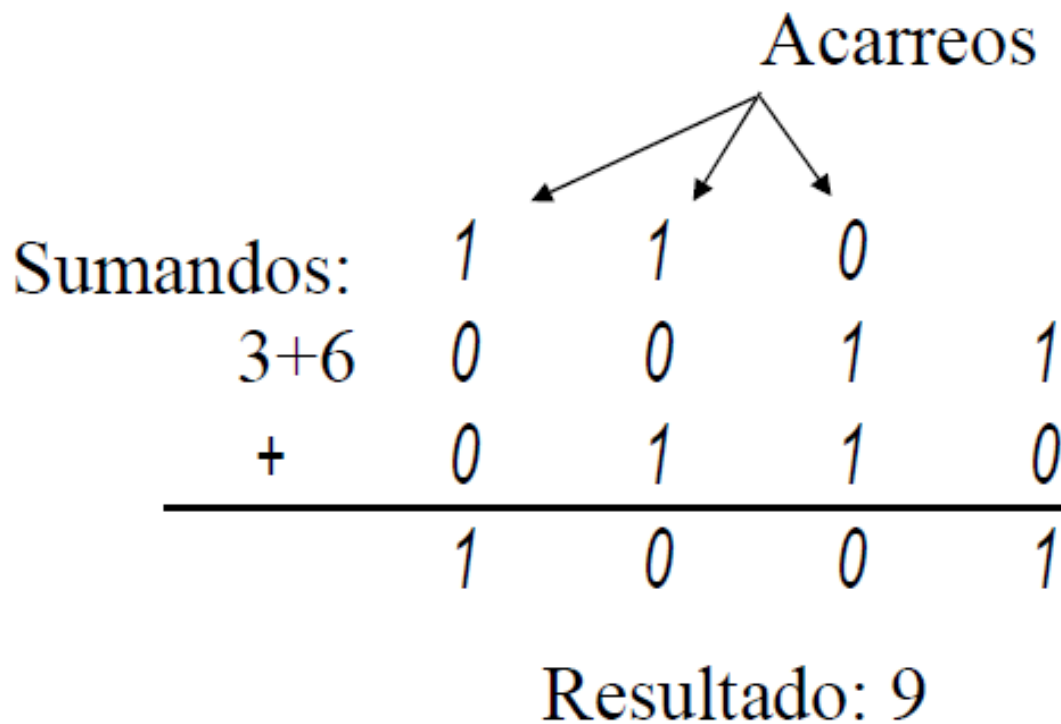 Acarreos
Sumandos: 1 1 0
3+6 0 0 1 1
+ 0 1 1 0
1 0 0 1
Resultado: 9